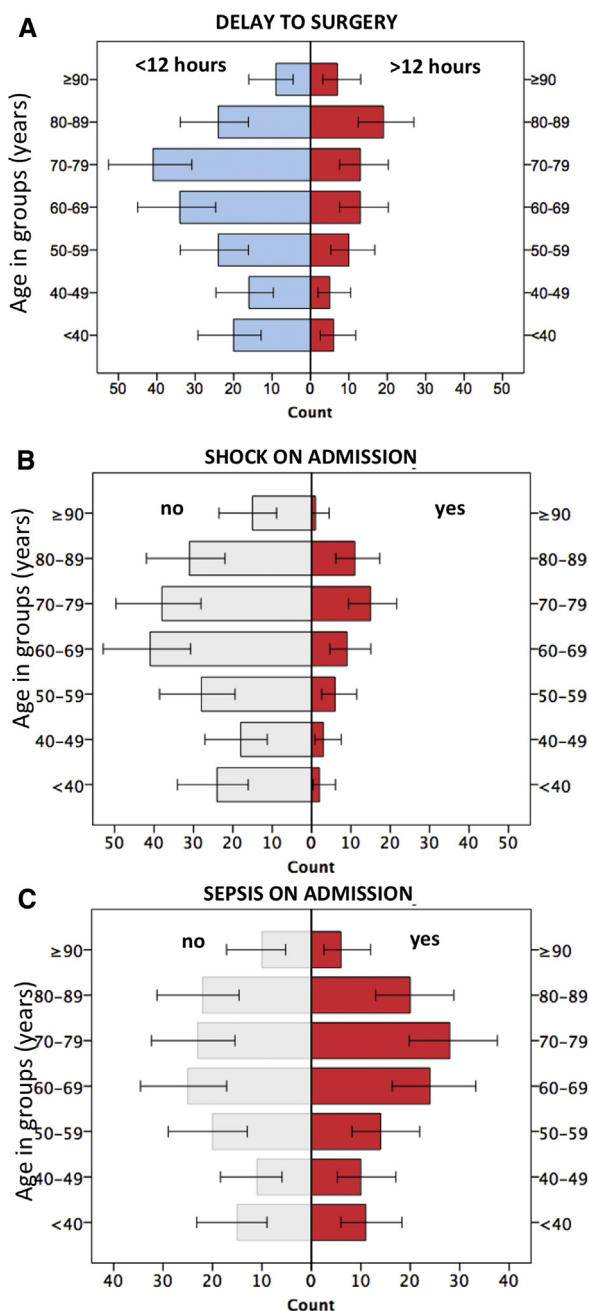 A
DELAY TO SURGERY
<12 hours
>12 hours
Age in groups (years)
≥90
≥90
80-89
80-89
70-79
70-79
60-69
60-69
50-59
50-59
40-49
40-49
<40
<40
50 40 30 20 10 0 10 20 30 40 50
Count
B
SHOCK ON ADMISSION
no
yes
Age in groups (years)
≥90
≥90
80–89
80–89
70–79
70–79
60–69
60–69
50–59
50–59
40–49
40–49
<40
<40
50 40 30 20 10 0 10 20 30 40 50
Count
C
SEPSIS ON ADMISSION
no
yes
Age in groups (years)
≥90
≥90
80–89
80–89
70–79
70–79
60–69
60–69
50–59
50–59
40–49
40–49
<40
<40
40 30 20 10 0 10 20 30 40
Count